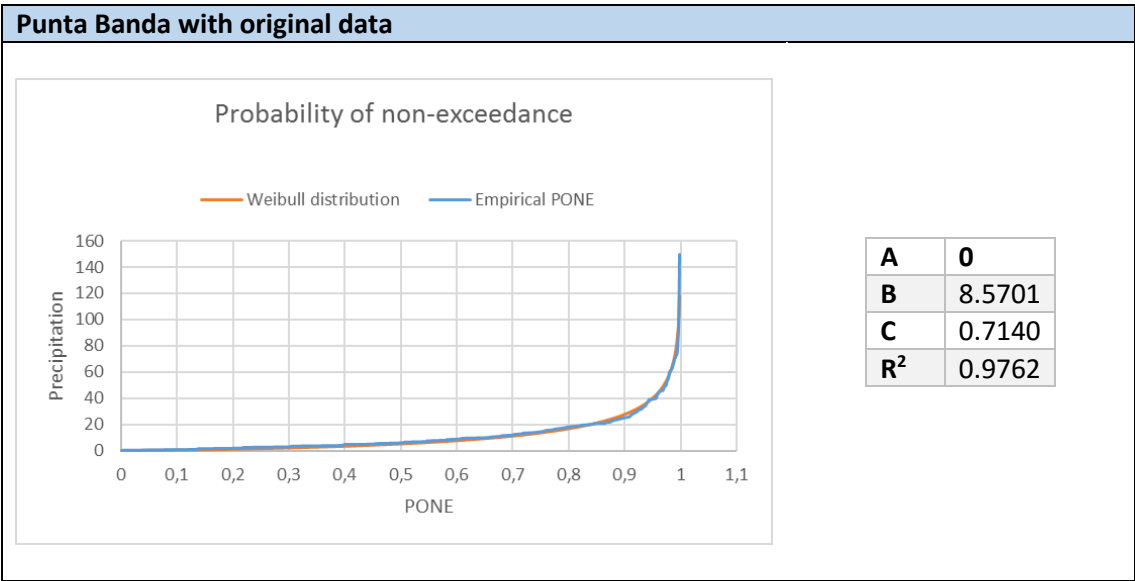 Punta Banda with original data
Probability of non-exceedance
Weibull distribution Empirical PONE
160
140
120
100
80
60
40
20
0
Precipitation
0 0,1 0,2 0,3 0,4 0,5 0,6 0,7 0,8 0,9 1 1,1
PONE
A 0
B 8.5701
C 0.7140
R² 0.9762